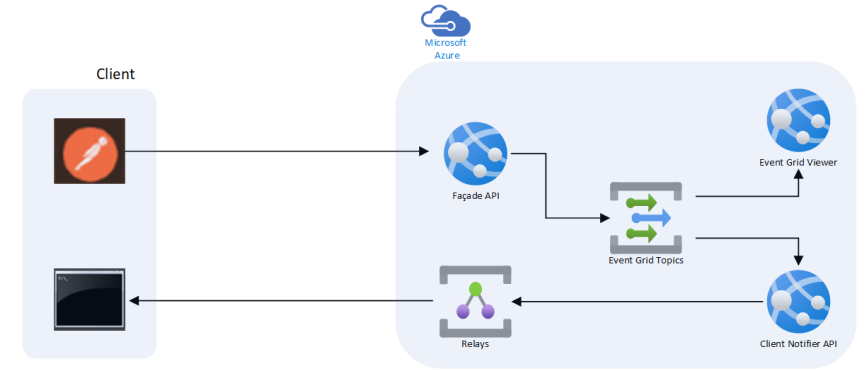 Microsoft
Azure
Client
Façade API
Event Grid Viewer
Event Grid Topics
Relays
Client Notifier API